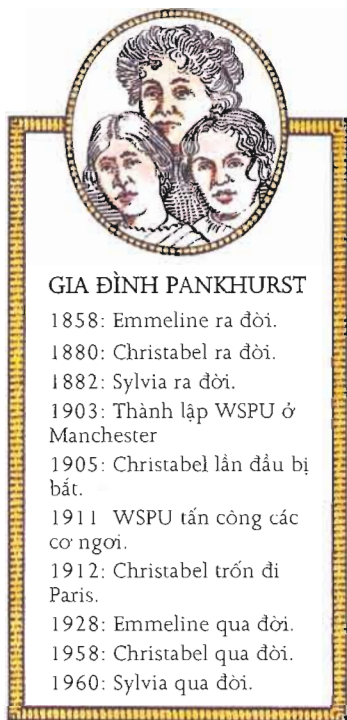 GIA ĐÌNH PANKHURST
1858: Emmeline ra đời.
1880: Christabel ra đời.
1882: Sylvia ra đời.
1903: Thành lập WSPU ở
Manchester
1905: Christabel lần đầu bị
bắt.
1911 WSPU tấn công các
cơ ngơi.
1912: Christabel trốn đi
Paris.
1928: Emmeline qua đời.
1958: Christabel qua đời.
1960: Sylvia qua đời.